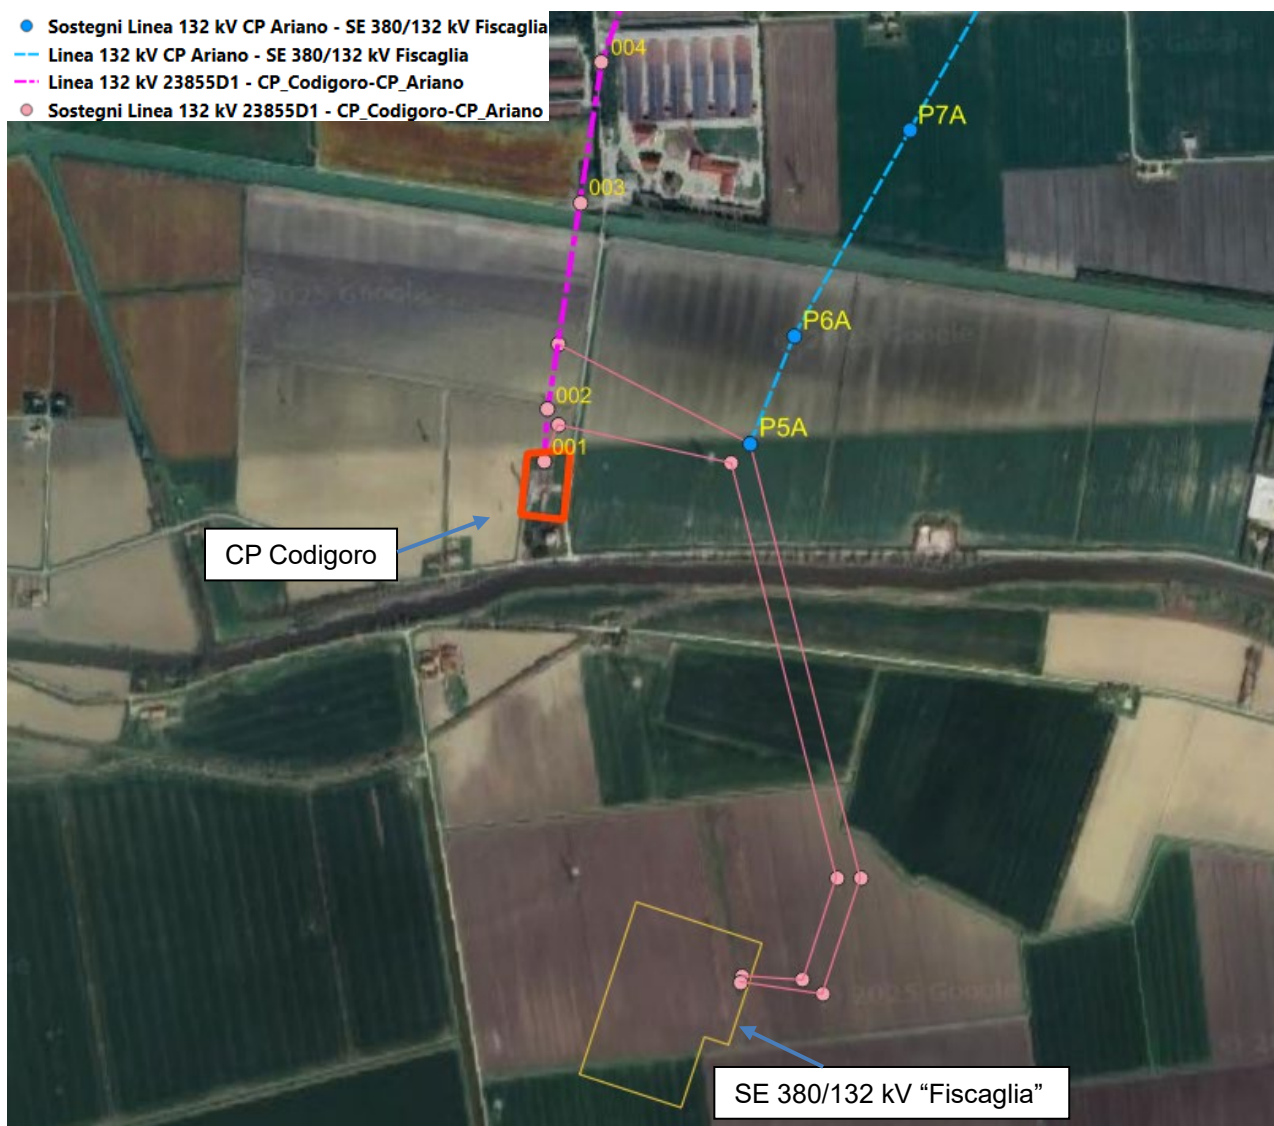 Sostegni Linea 132 kV CP Ariano - SE 380/132 kV Fiscaglia
Linea 132 kV CP Ariano - SE 380/132 kV Fiscaglia
Linea 132 kV 23855D1 - CP_Codigoro-CP_Ariano
Sostegni Linea 132 kV 23855D1 - CP_Codigoro-CP_Ariano
004
P7A
003
P6A
002
P5A
001
CP Codigoro
2025 Google
SE 380/132 kV “Fiscaglia”